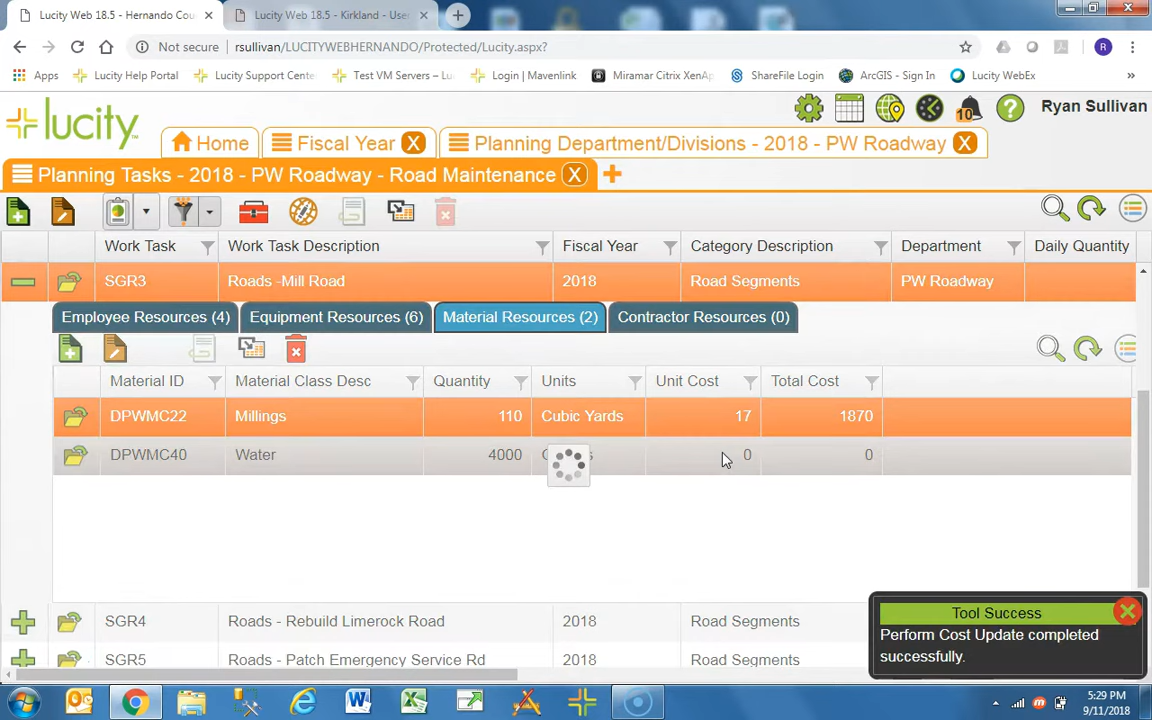 Lucity Web 18.5 - Hernando Cou
Lucity Web 18.5 - Kirkland - User
Not secure rsullivan/LUCITYWEBHERNANDO/Protected/Lucity.aspx?
R
Apps Lucity Help Portal Lucity Support Cente Test VM Servers – Lu Login | Mavenlink Miramar Citrix XenAp ShareFile Login ArcGIS - Sign In Lucity WebEx »
lucity
10
Ryan Sullivan
Home Fiscal Year X Planning Department/Divisions - 2018 - PW Roadway X
Planning Tasks - 2018 - PW Roadway - Road Maintenance X
Work Task Work Task Description Fiscal Year Category Description Department Daily Quantity
SGR3 Roads -Mill Road 2018 Road Segments PW Roadway
Employee Resources (4) Equipment Resources (6) Material Resources (2) Contractor Resources (0)
Material ID Material Class Desc Quantity Units Unit Cost Total Cost
DPWMC22 Millings 110 Cubic Yards 17 1870
DPWMC40 Water 4000 0 0
SGR4 Roads - Rebuild Limerock Road 2018 Road Segments
SGR5 Roads - Patch Emergency Service Rd 2018 Road Segments
Tool Success
Perform Cost Update completed
successfully.
5:29 PM
9/11/2018